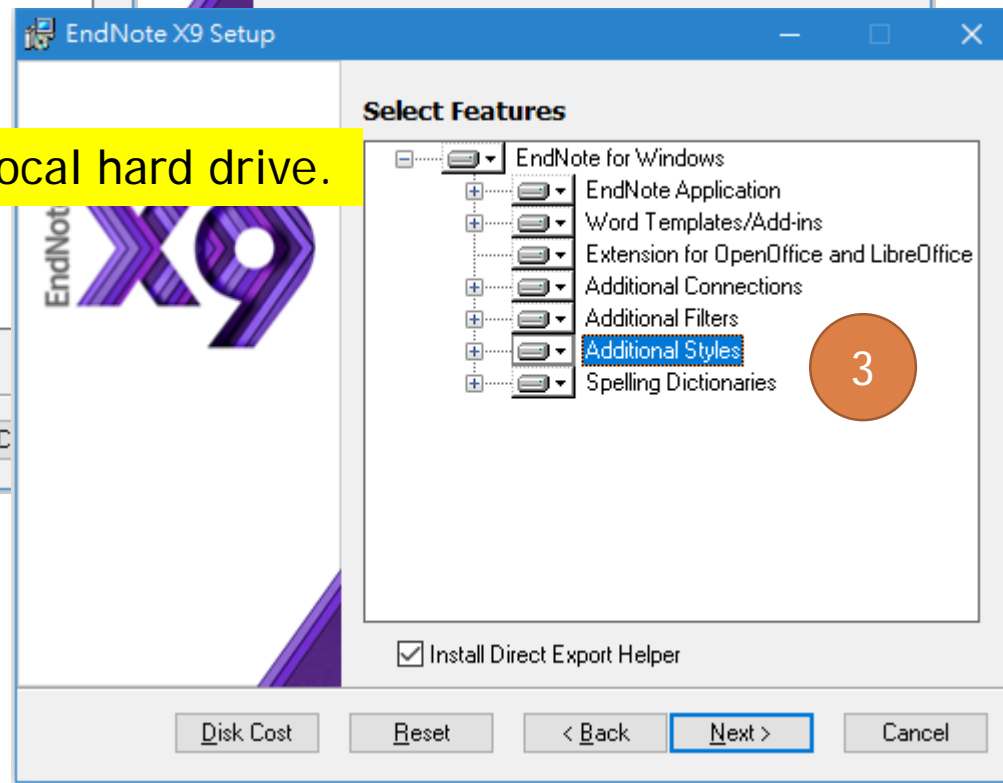 EndNote X9 Setup
Select Features
ocal hard drive.
EndNote for Windows
EndNote Application
Word Templates/Add-ins
Extension for OpenOffice and LibreOffice
Additional Connections
Additional Filters
Additional Styles
Spelling Dictionaries
3
EndNote
X9
Install Direct Export Helper
Disk Cost
Reset
< Back
Next >
Cancel